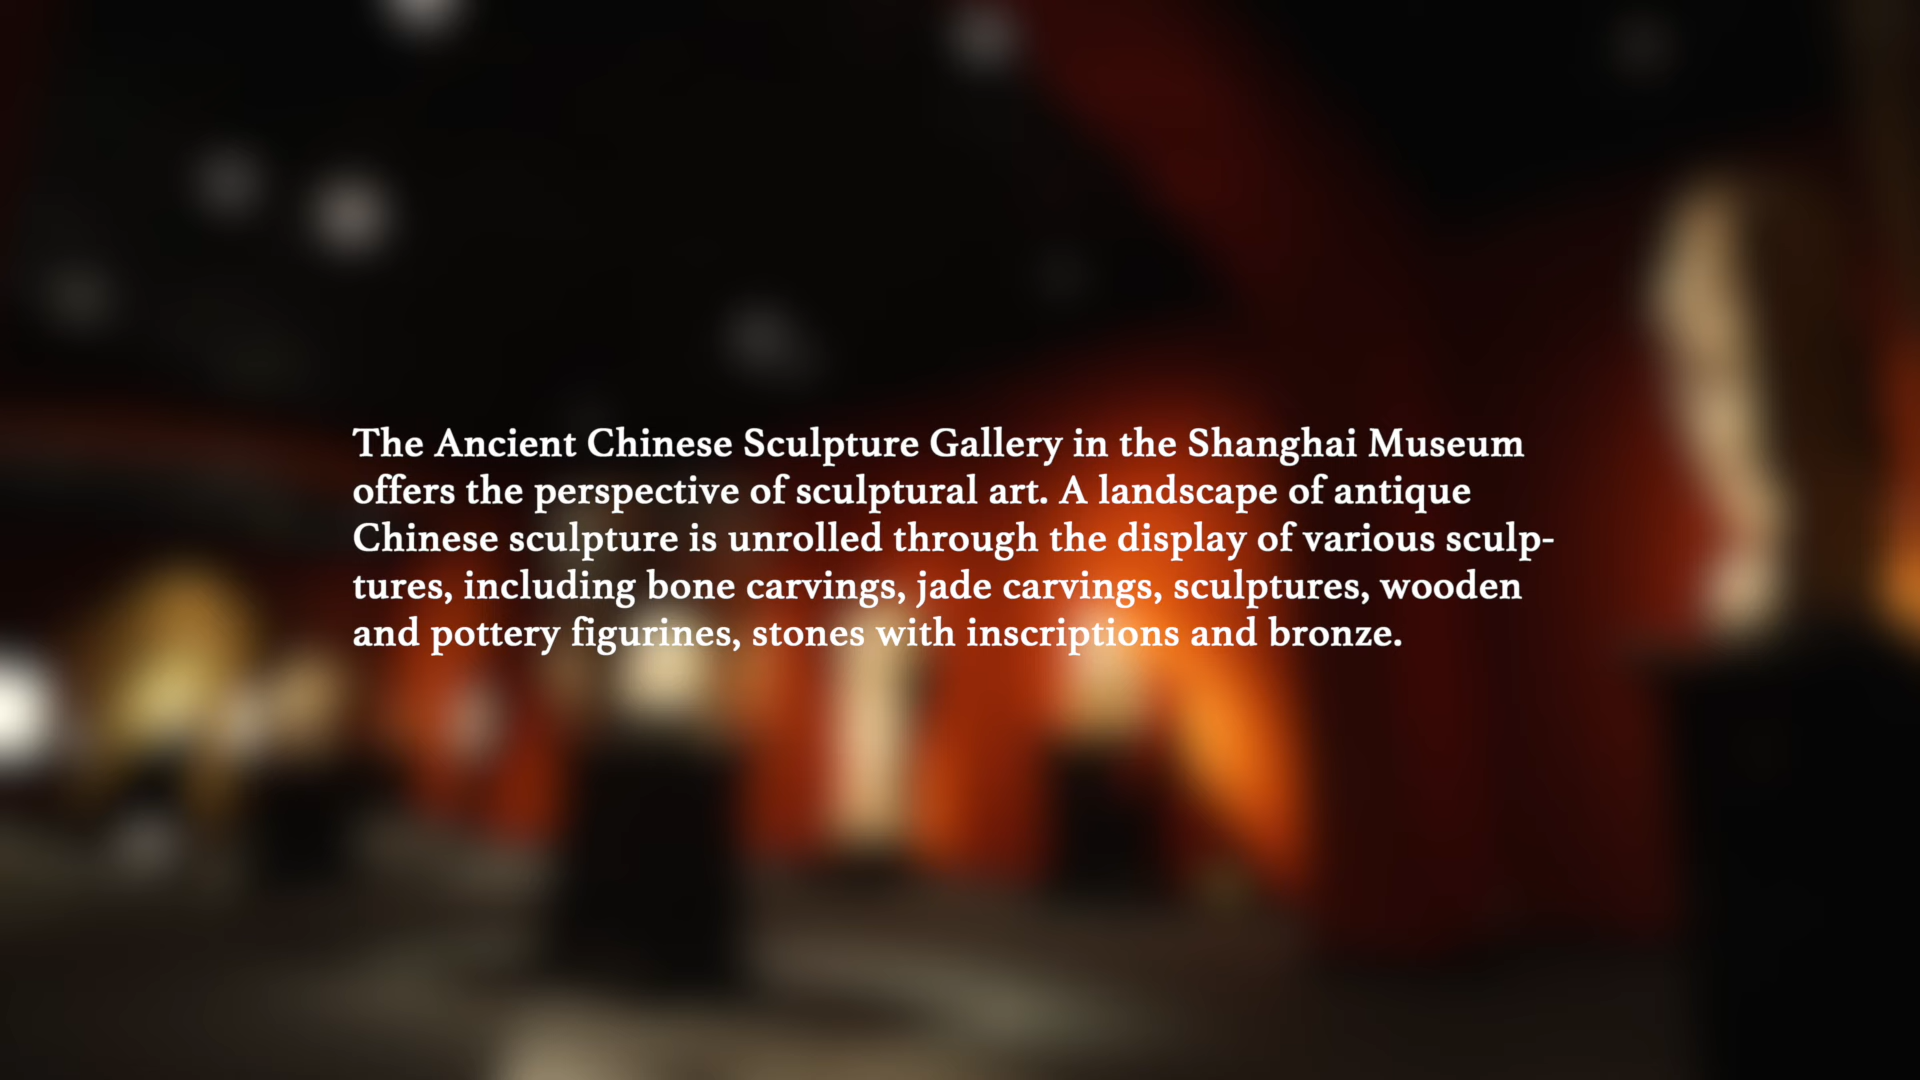 The Ancient Chinese Sculpture Gallery in the Shanghai Museum
offers the perspective of sculptural art. A landscape of antique
Chinese sculpture is unrolled through the display of various sculp-
tures, including bone carvings, jade carvings, sculptures, wooden
and pottery figurines, stones with inscriptions and bronze.